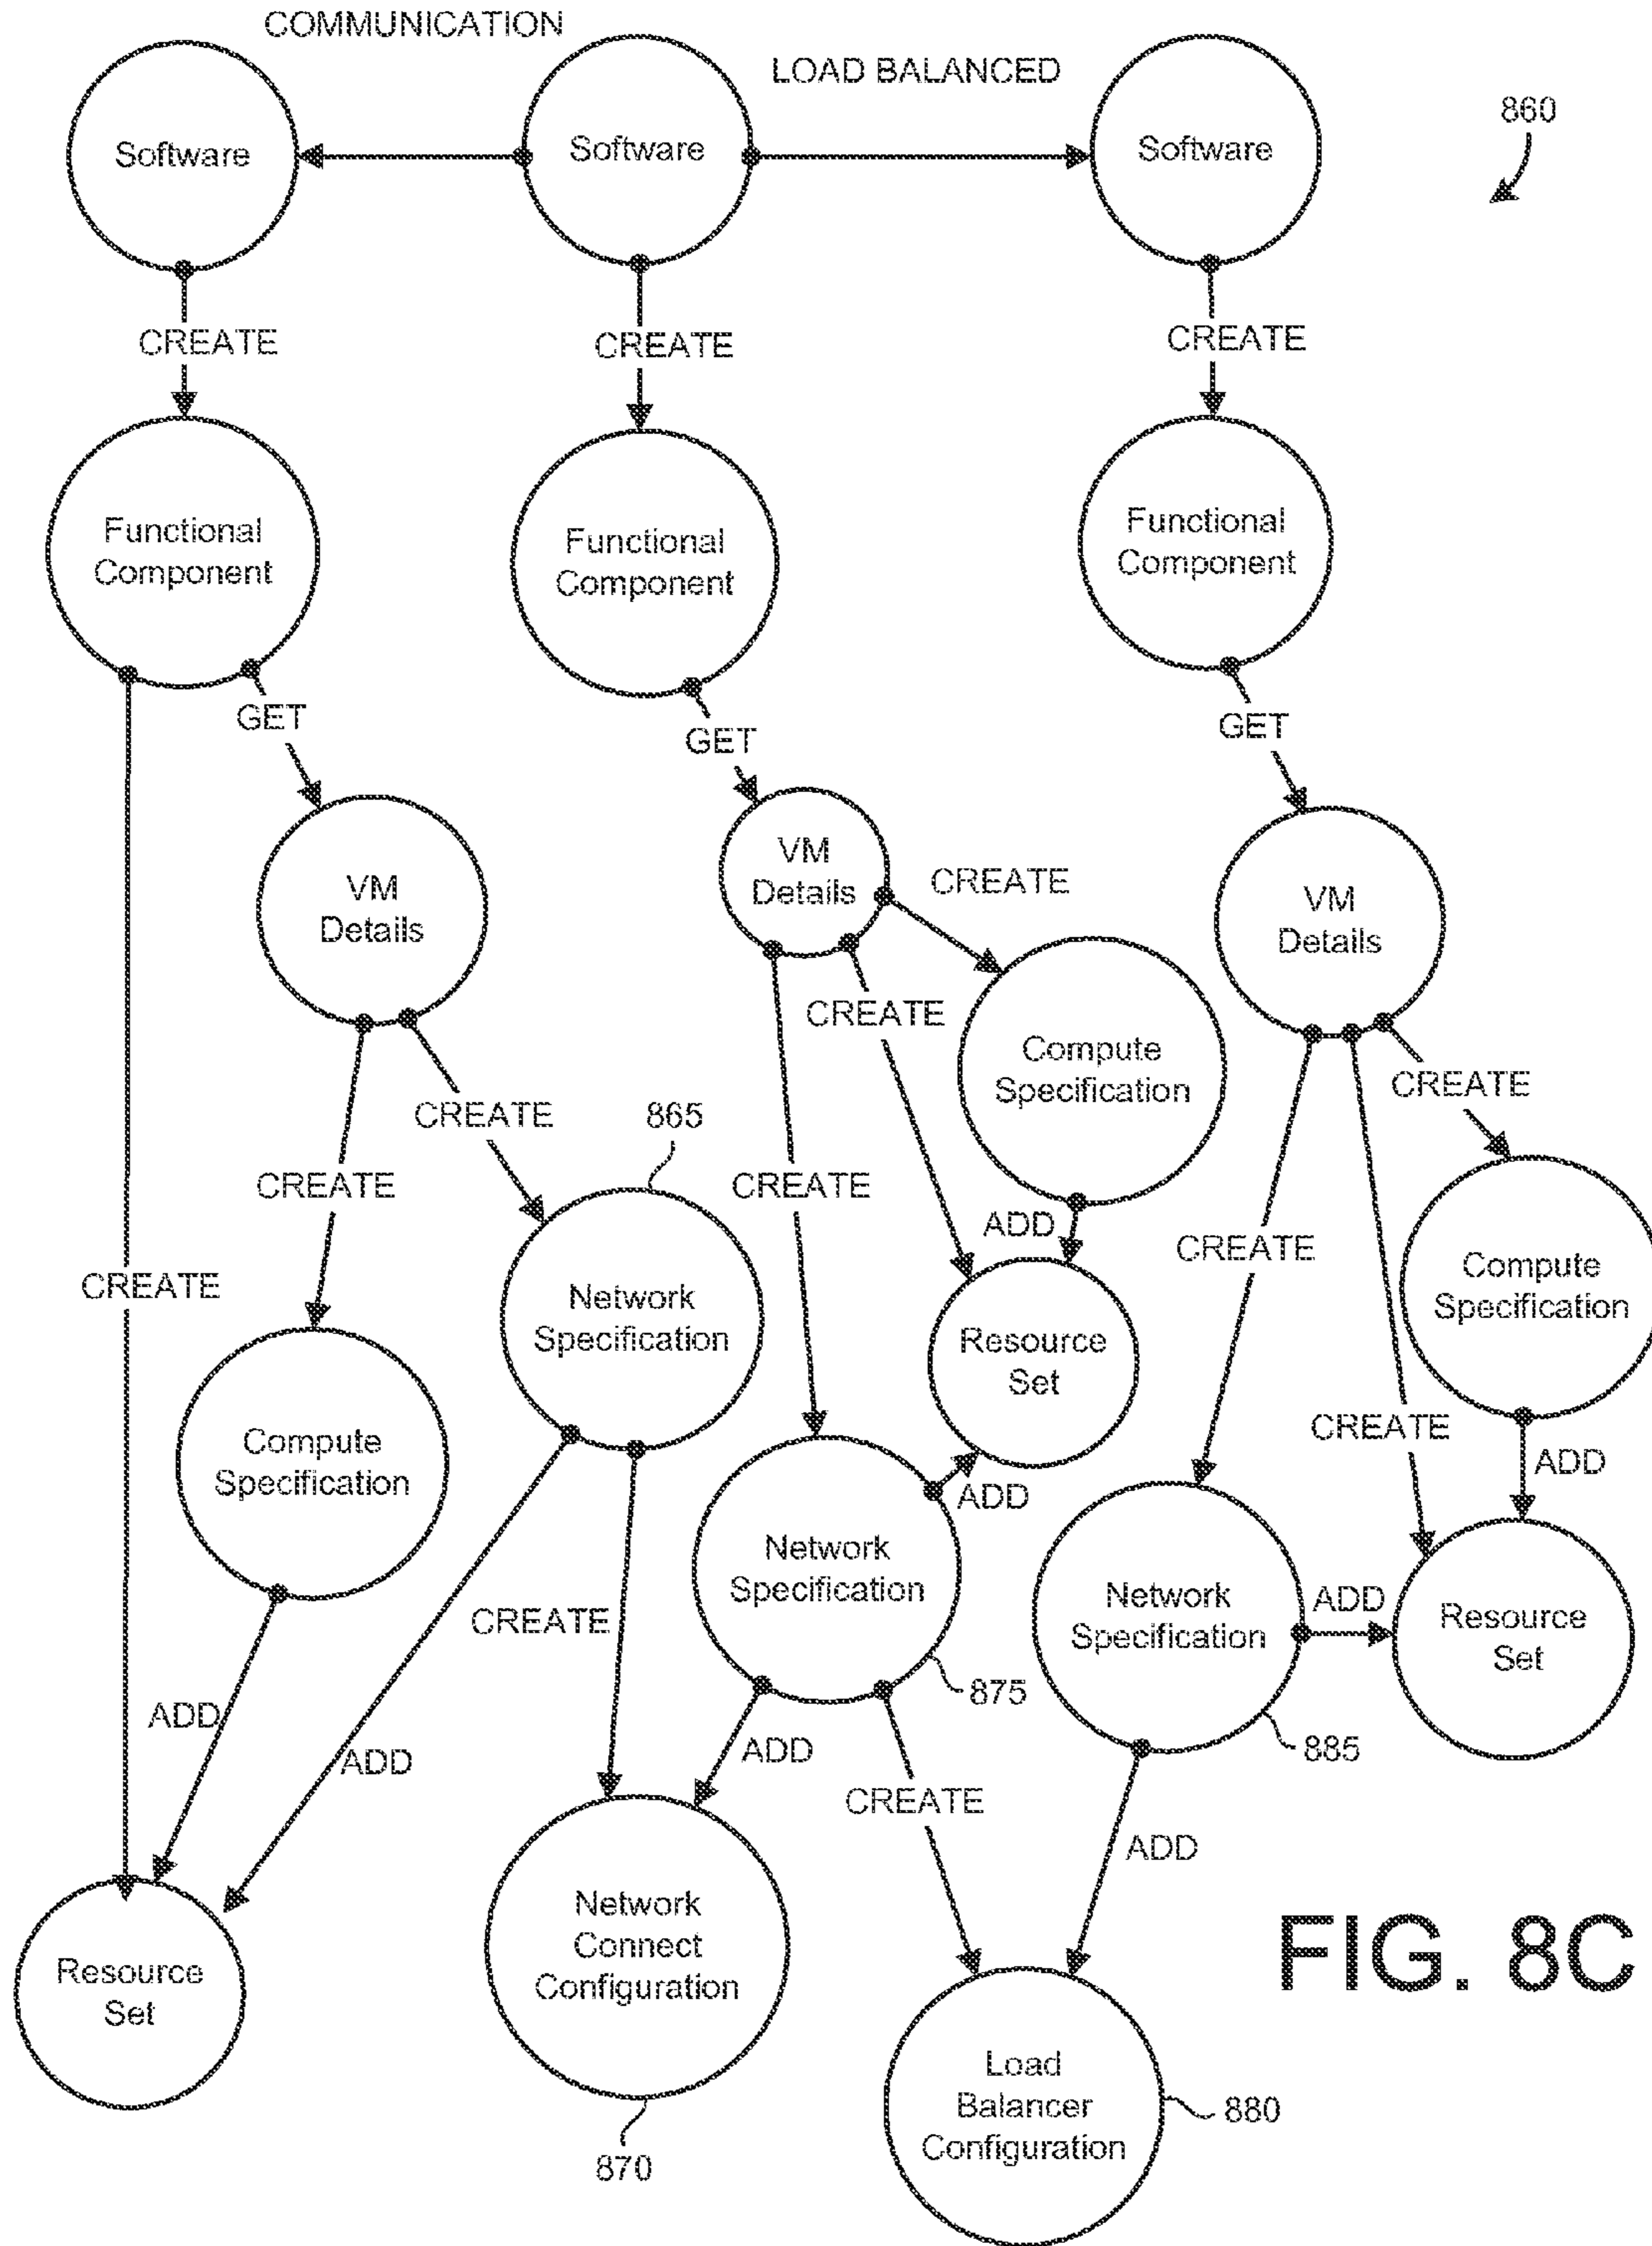 COMMUNICATION
LOAD BALANCED
860
Software
Software
Software
CREATE
CREATE
CREATE
Functional
Component
Functional
Component
Functional
Component
GET
GET
GET
VM
Details
VM
Details
VM
Details
CREATE
CREATE
CREATE
CREATE
CREATE
CREATE
CREATE
CREATE
CREATE
CREATE
865
Compute
Specification
ADD
Network
Specification
Resource
Set
Compute
Specification
Compute
Specification
ADD
ADD
Network
Specification
875
Network
Specification
885
ADD
Resource
Set
CREATE
ADD
ADD
ADD
CREATE
ADD
Resource
Set
Network
Connect
Configuration
870
Load
Balancer
Configuration
880
FIG. 8C